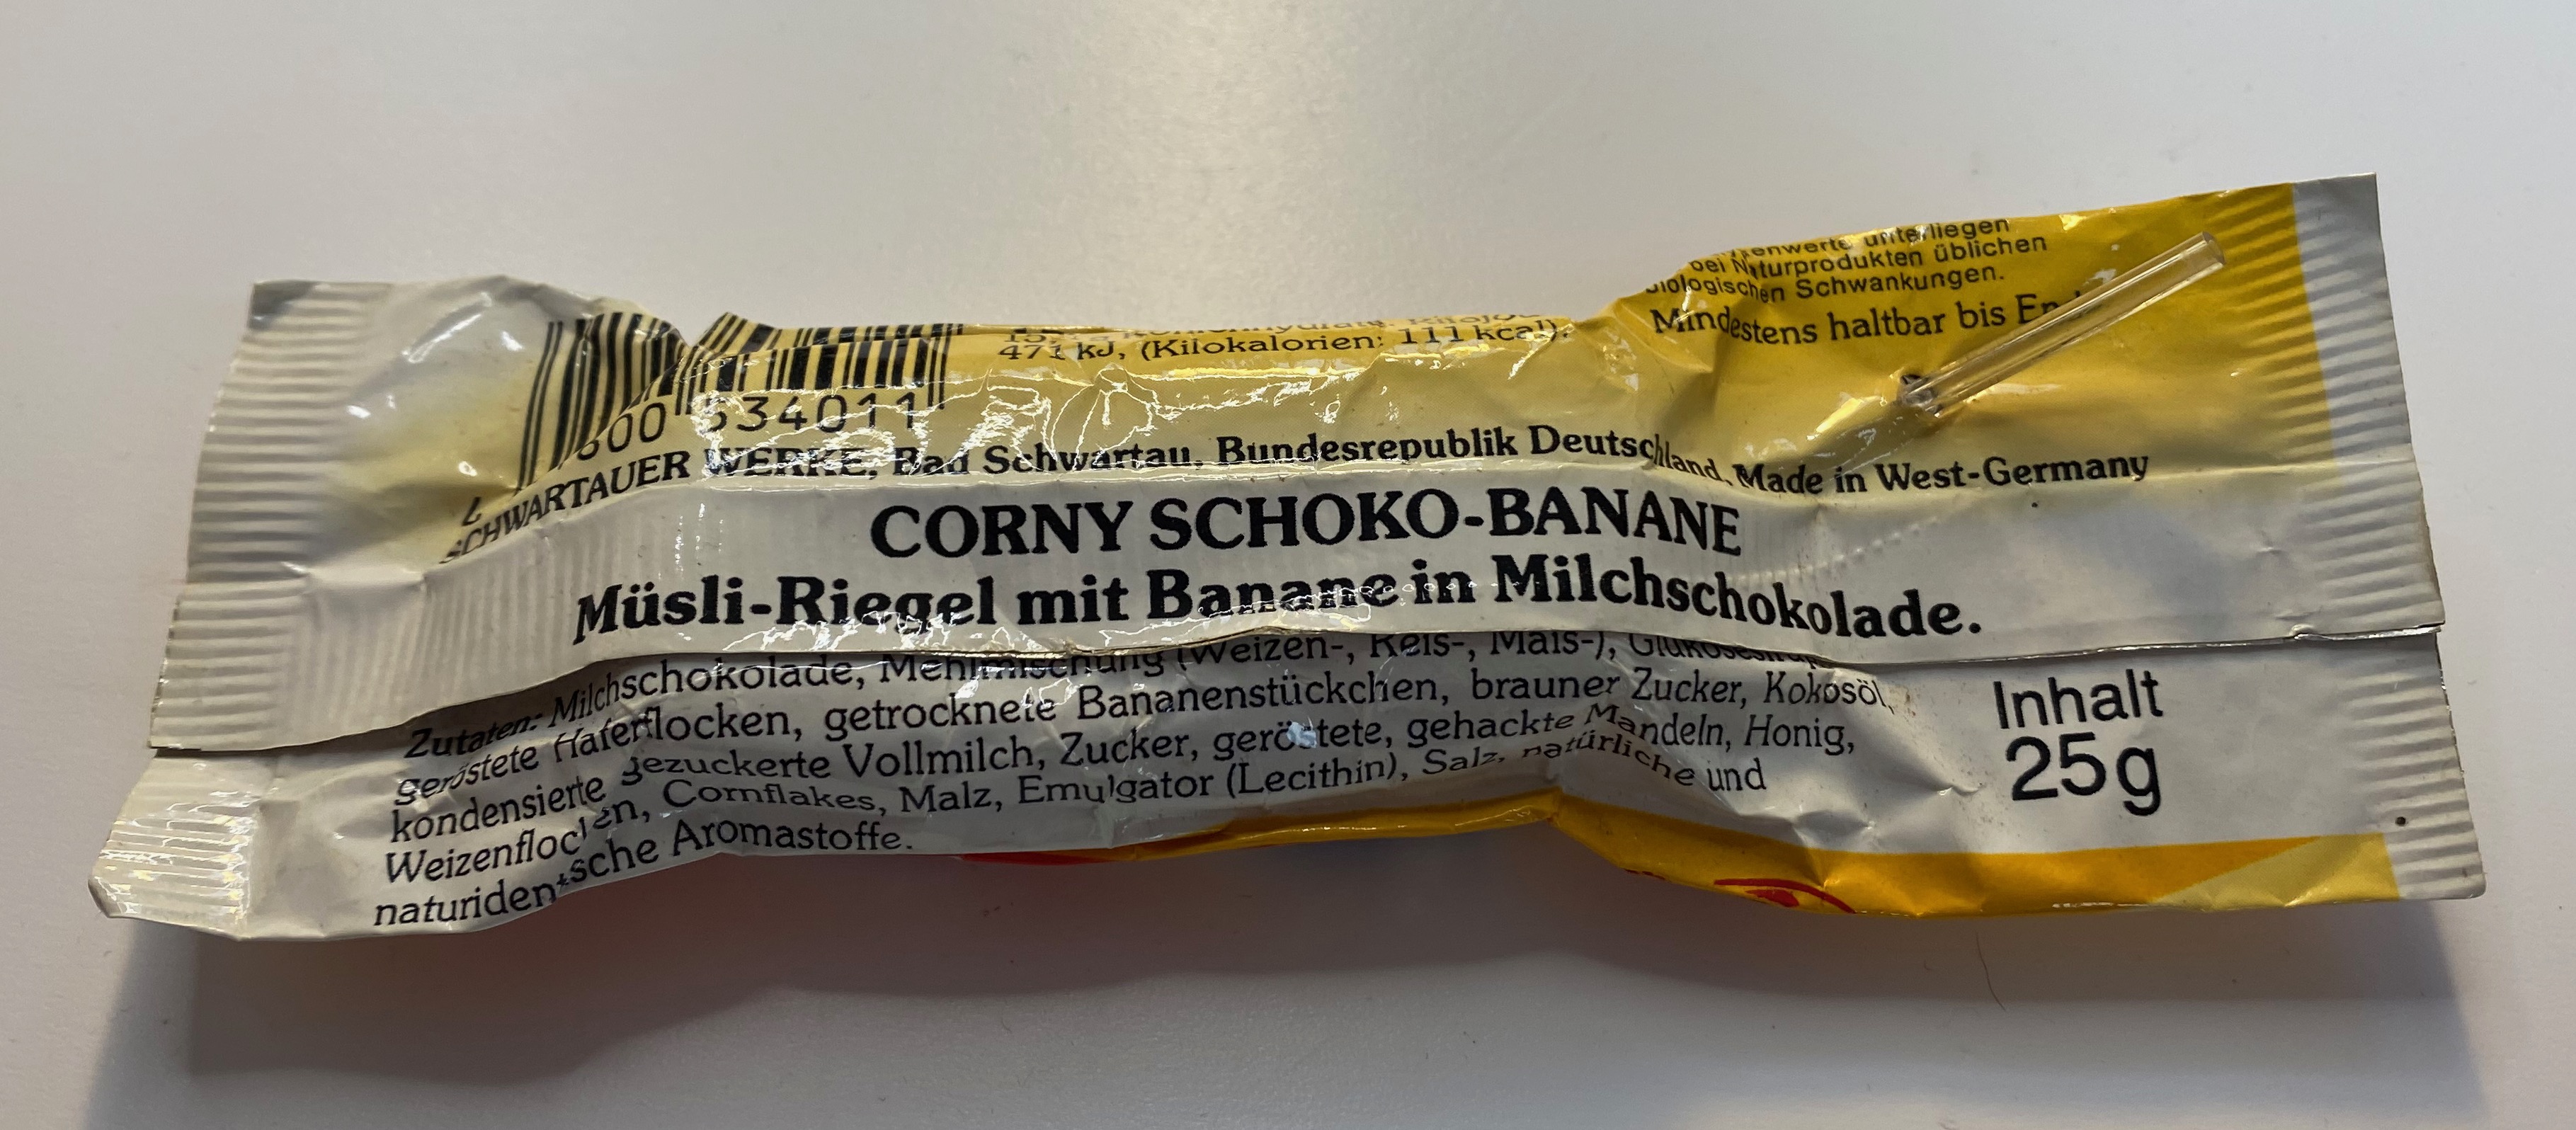 unterliegen
bei Naturprodukten üblichen
biologischen Schwankungen.
Mindestens haltbar bis
471 kJ, (Kilokalorien: 111 kcal).
534011
SCHWARTAUER WERKE, Bad Schwartau, Bundesrepublik Deutschland, Made in West-Germany
CORNY SCHOKO-BANANE
Müsli-Riegel mit Banane in Milchschokolade.
Zutaten: Milchschokolade, Mehlmischung (Weizen-, Reis-, Mais-), Glukosesirup
geröstete Haferflocken, getrocknete Bananenstückchen, brauner Zucker, Kokosöl,
kondensierte gezuckerte Vollmilch, Zucker, geröstete, gehackte Mandeln, Honig,
Weizenflocken, Cornflakes, Malz, Emulgator (Lecithin), Salz, natürliche und
naturidentische Aromastoffe.
Inhalt
25g